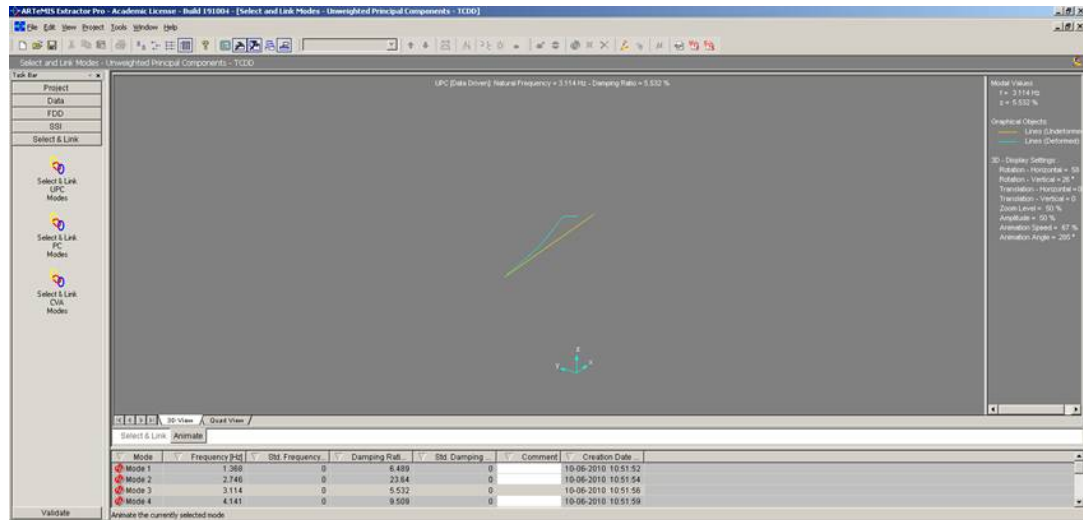 ARTeMIS Extractor Pro - Academic License - Build 191004 - [Select and Link Modes - Unweighted Principal Components - TCDD]
File Edit View Project Tools Window Help
Select and Link Modes - Unweighted Principal Components - TCDD
Task Bar
Project
Data
FDD
SSI
Select & Link
Select & Link
UPC
Modes
Select & Link
PC
Modes
Select & Link
CVA
Modes
Validate
UPC [Data Driven]: Natural Frequency = 3.114 Hz - Damping Ratio = 5.532 %
z
y x
Modal Values
f = 3.114 Hz
z = 5.532 %
Graphical Objects
Lines (Undeformed
Lines (Deformed)
3D - Display Settings:
Rotation - Horizontal = 58
Rotation - Vertical = 26 °
Translation - Horizontal =0
Translation - Vertical = 0
Zoom Level = 50 %
Amplitude = 50 %
Animation Speed = 67 %
Animation Angle = 285 °
3D View Quad View
Select & Link Animate
Mode Frequency [Hz] Std. Frequency... Damping Rati... Std. Damping ... Comment Creation Date ...
Mode 1 1.368 0 6.489 0 10-06-2010 10:51:52
Mode 2 2.746 0 23.64 0 10-06-2010 10:51:54
Mode 3 3.114 0 5.532 0 10-06-2010 10:51:56
Mode 4 4.141 0 9.509 0 10-06-2010 10:51:59
Animate the currently selected mode